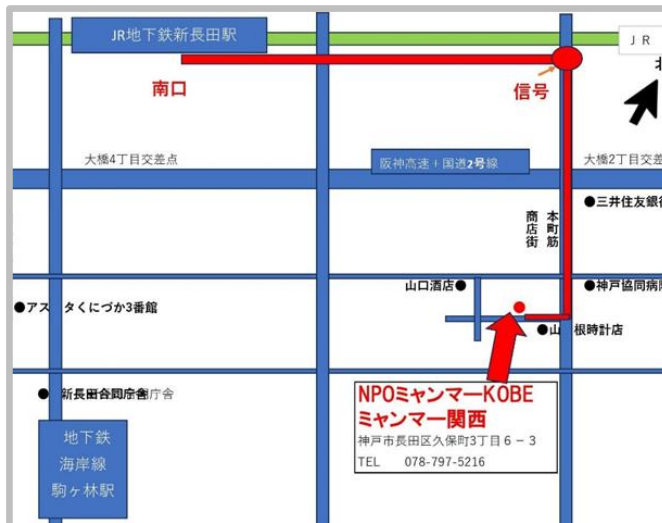 JR地下鉄新長田駅
ＪＲ
南口
信号
北
大橋4丁目交差点
阪神高速＋国道2号線
大橋2丁目交差
●三井住友銀行
本町筋
商店街
山口酒店●
●神戸協同病院
●アスタくにづか3番館
●山根時計店
●新長田合同庁舎
NPOミャンマーKOBE
ミャンマー関西
神戸市長田区久保町3丁目６－３
TEL 078-797-5216
地下鉄
海岸線
駒ヶ林駅